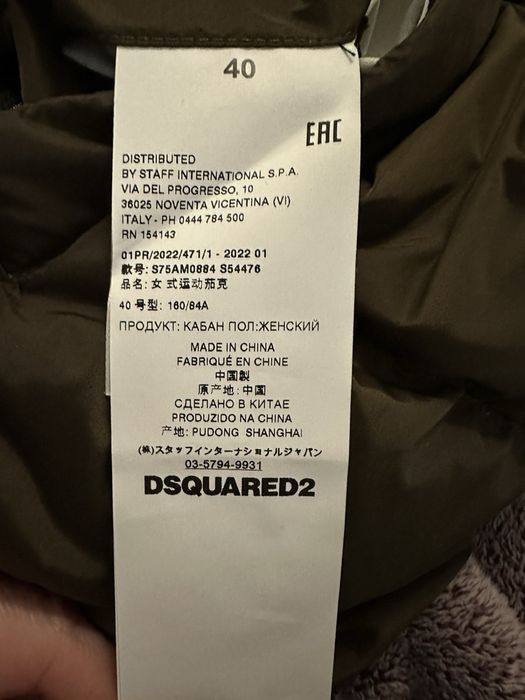 40
EAC
DISTRIBUTED
BY STAFF INTERNATIONAL S.P.A.
VIA DEL PROGRESSO, 10
36025 NOVENTA VICENTINA (VI)
ITALY - PH 0444 784 500
RN 154143
01PR/2022/471/1 - 2022 01
款号: S75AM0884 S54476
品名: 女式运动茄克
40 号型: 160/84A
ПРОДУКТ: КАБАН ПОЛ:ЖЕНСКИЙ
MADE IN CHINA
FABRIQUÉ EN CHINE
中国製
原产地: 中国
СДЕЛАНО В КИТАЕ
PRODUZIDO NA CHINA
产地: PUDONG SHANGHAI
(株)スタッフインターナショナルジャパン
03-5794-9931
DSQUARED2